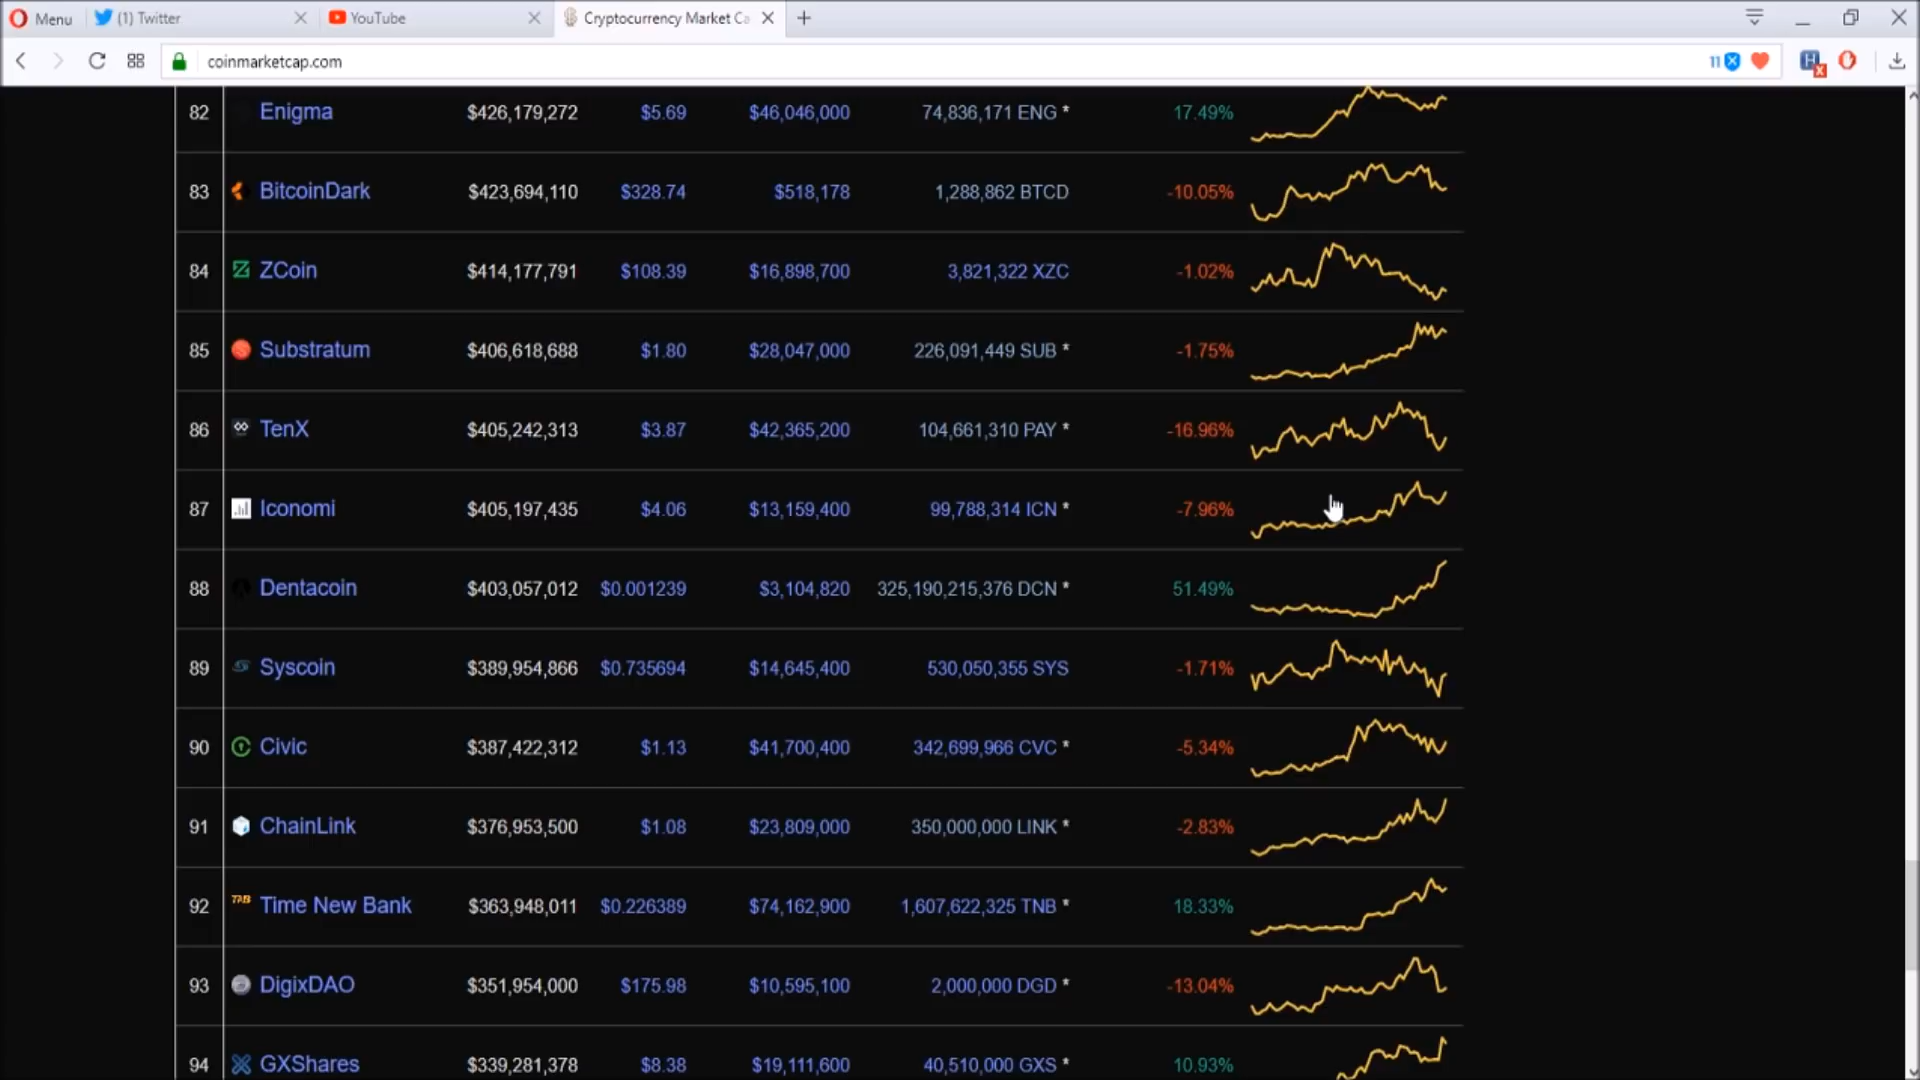 Menu (1) Twitter YouTube Cryptocurrency Market Ca
coinmarketcap.com 11
82 Enigma $426,179,272 $5.69 $46,046,000 74,836,171 ENG * 17.49%
83 BitcoinDark $423,694,110 $328.74 $518,178 1,288,862 BTCD -10.05%
84 ZCoin $414,177,791 $108.39 $16,898,700 3,821,322 XZC -1.02%
85 Substratum $406,618,688 $1.80 $28,047,000 226,091,449 SUB * -1.75%
86 TenX $405,242,313 $3.87 $42,365,200 104,661,310 PAY * -16.96%
87 Iconomi $405,197,435 $4.06 $13,159,400 99,788,314 ICN * -7.96%
88 Dentacoin $403,057,012 $0.001239 $3,104,820 325,190,215,376 DCN * 51.49%
89 Syscoin $389,954,866 $0.735694 $14,645,400 530,050,355 SYS -1.71%
90 Civic $387,422,312 $1.13 $41,700,400 342,699,966 CVC * -5.34%
91 ChainLink $376,953,500 $1.08 $23,809,000 350,000,000 LINK * -2.83%
92 TNB Time New Bank $363,948,011 $0.226389 $74,162,900 1,607,622,325 TNB * 18.33%
93 DigixDAO $351,954,000 $175.98 $10,595,100 2,000,000 DGD * -13.04%
94 GXShares $339,281,378 $8.38 $19,111,600 40,510,000 GXS * 10.93%